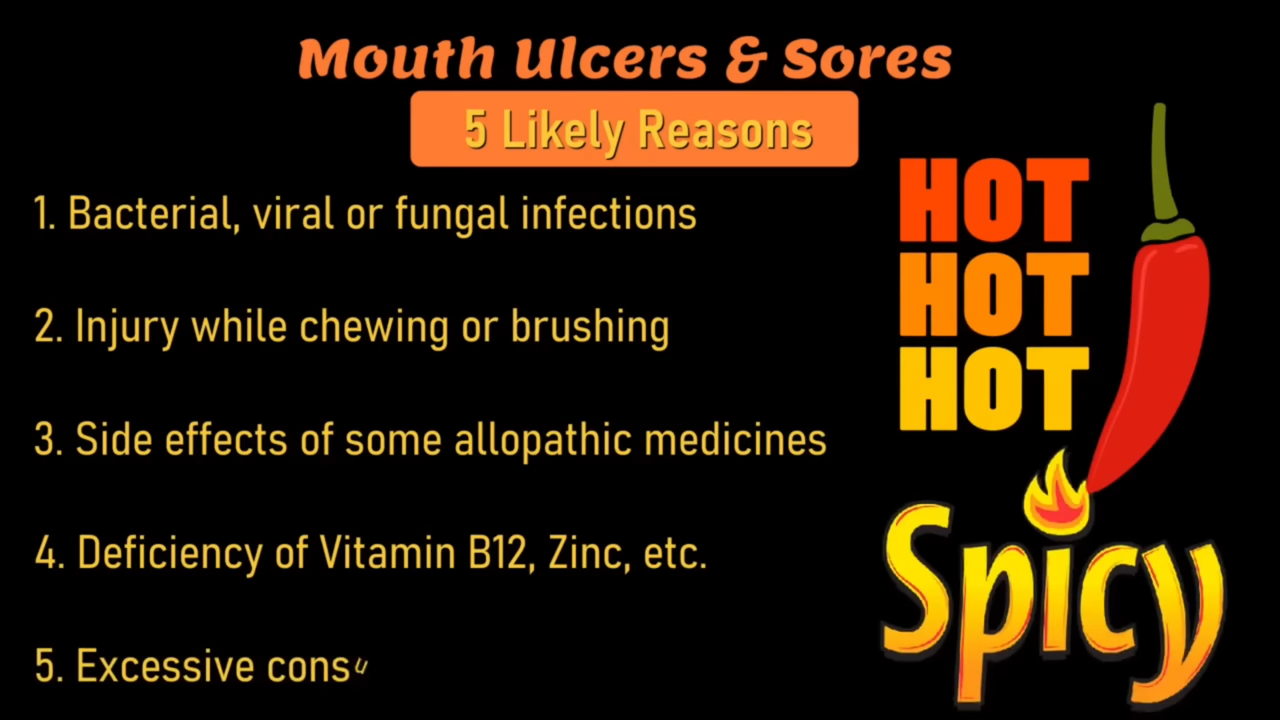 Mouth Ulcers & Sores
5 Likely Reasons
1. Bacterial, viral or fungal infections
2. Injury while chewing or brushing
3. Side effects of some allopathic medicines
4. Deficiency of Vitamin B12, Zinc, etc.
5. Excessive consu
HOT
HOT
HOT
Spicy